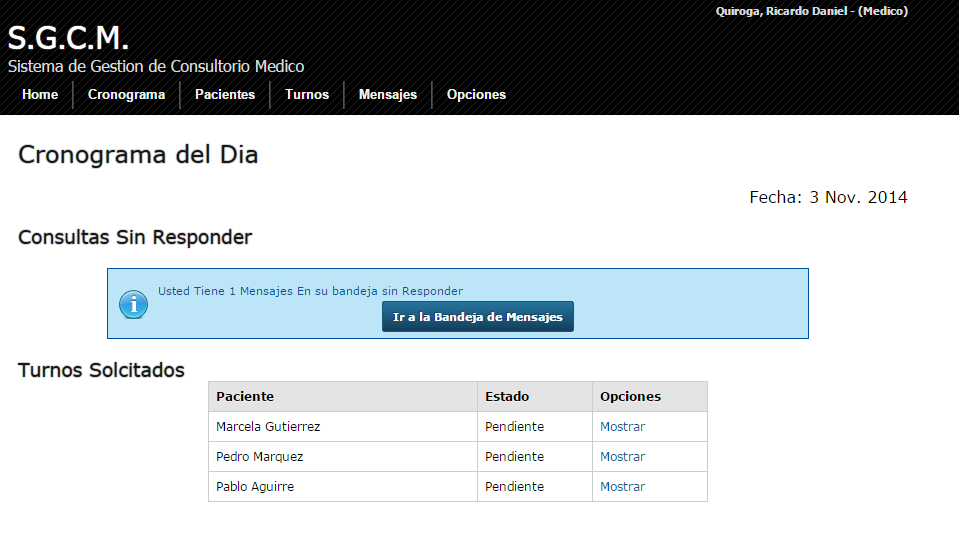 Quiroga, Ricardo Daniel - (Medico)
S.G.C.M.
Sistema de Gestion de Consultorio Medico
Home Cronograma Pacientes Turnos Mensajes Opciones
Cronograma del Dia
Fecha: 3 Nov. 2014
Consultas Sin Responder
Usted Tiene 1 Mensajes En su bandeja sin Responder
Ir a la Bandeja de Mensajes
Turnos Solcitados
Paciente Estado Opciones
Marcela Gutierrez Pendiente Mostrar
Pedro Marquez Pendiente Mostrar
Pablo Aguirre Pendiente Mostrar